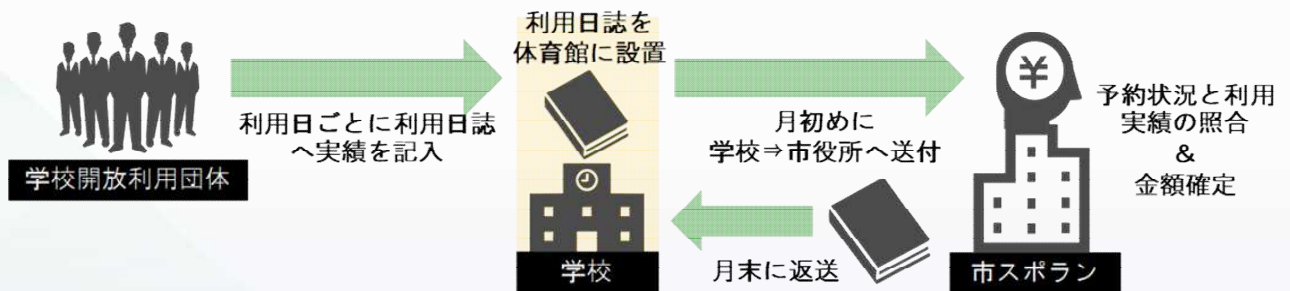 利用日誌を
体育館に設置
利用日ごとに利用日誌
へ実績を記入
学校開放利用団体
学校
月初めに
学校⇒市役所へ送付
月末に返送
¥
予約状況と利用
実績の照合
&
金額確定
市スポラン